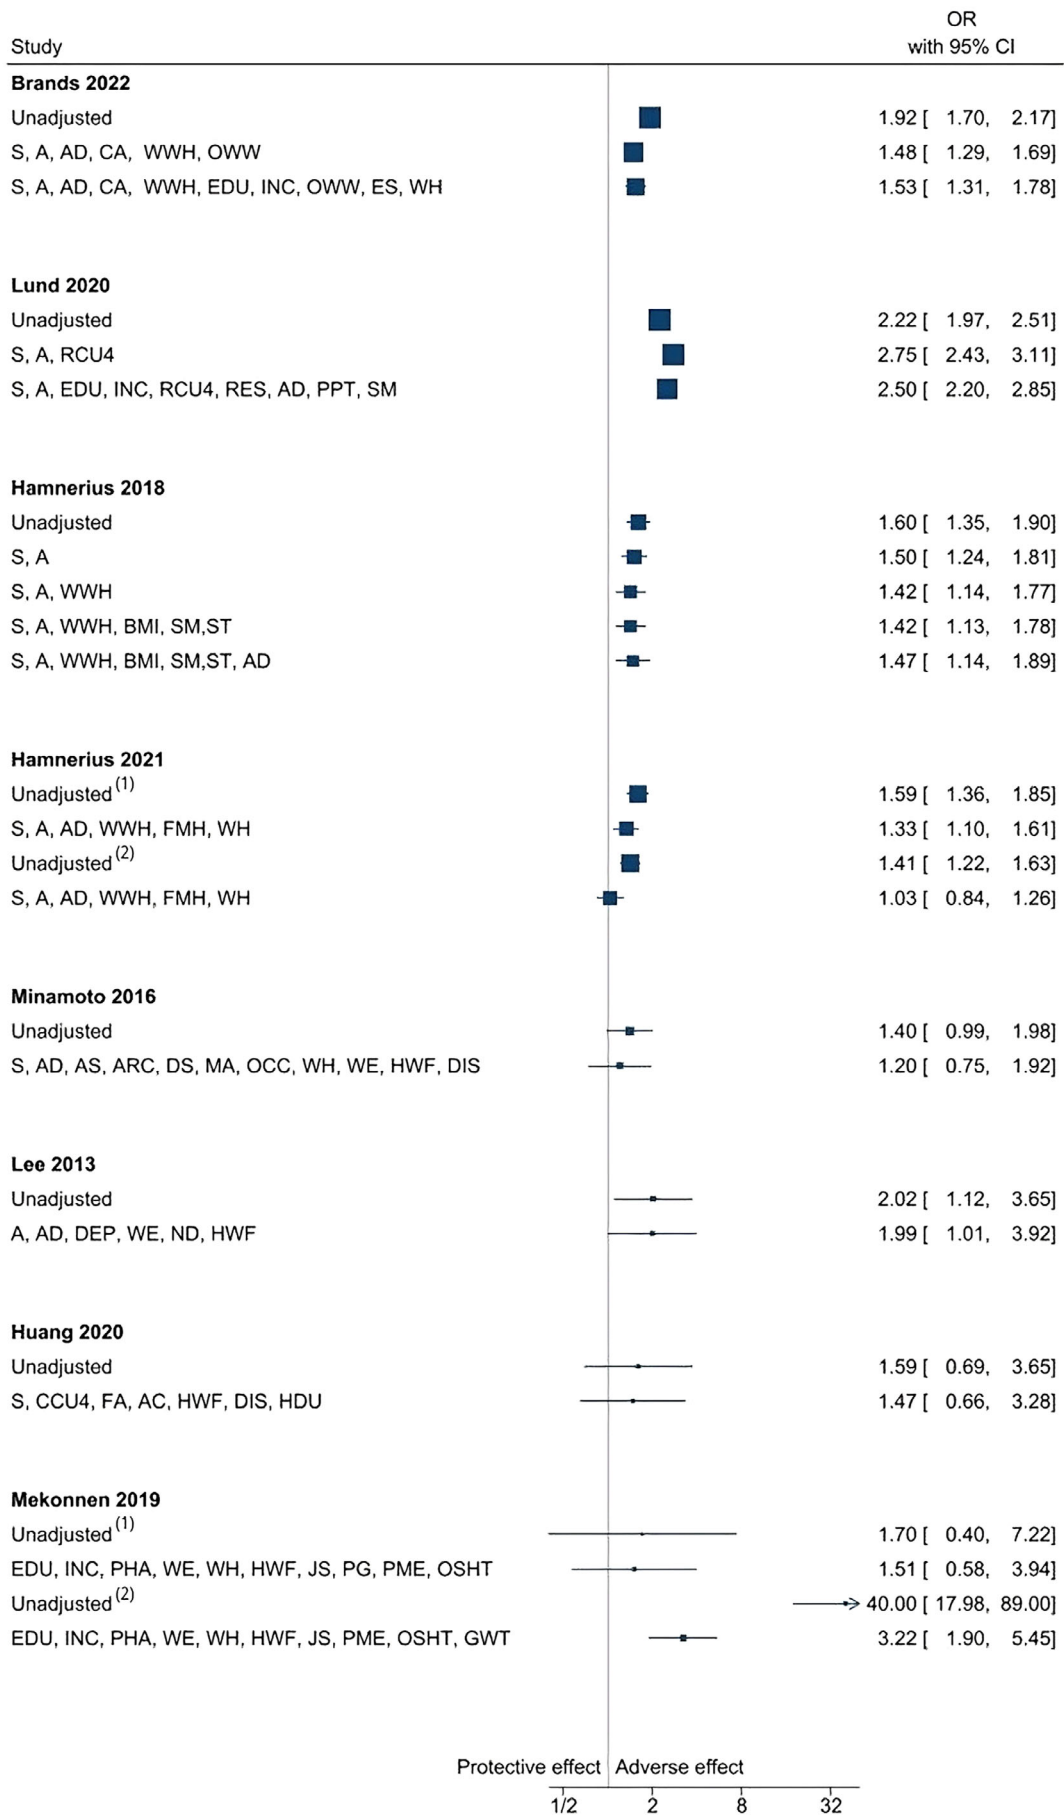 OR
Study with 95% CI
Brands 2022
Unadjusted 1.92 [ 1.70, 2.17]
S, A, AD, CA, WWH, OWW 1.48 [ 1.29, 1.69]
S, A, AD, CA, WWH, EDU, INC, OWW, ES, WH 1.53 [ 1.31, 1.78]
Lund 2020
Unadjusted 2.22 [ 1.97, 2.51]
S, A, RCU4 2.75 [ 2.43, 3.11]
S, A, EDU, INC, RCU4, RES, AD, PPT, SM 2.50 [ 2.20, 2.85]
Hamnerius 2018
Unadjusted 1.60 [ 1.35, 1.90]
S, A 1.50 [ 1.24, 1.81]
S, A, WWH 1.42 [ 1.14, 1.77]
S, A, WWH, BMI, SM,ST 1.42 [ 1.13, 1.78]
S, A, WWH, BMI, SM,ST, AD 1.47 [ 1.14, 1.89]
Hamnerius 2021
Unadjusted (1) 1.59 [ 1.36, 1.85]
S, A, AD, WWH, FMH, WH 1.33 [ 1.10, 1.61]
Unadjusted (2) 1.41 [ 1.22, 1.63]
S, A, AD, WWH, FMH, WH 1.03 [ 0.84, 1.26]
Minamoto 2016
Unadjusted 1.40 [ 0.99, 1.98]
S, AD, AS, ARC, DS, MA, OCC, WH, WE, HWF, DIS 1.20 [ 0.75, 1.92]
Lee 2013
Unadjusted 2.02 [ 1.12, 3.65]
A, AD, DEP, WE, ND, HWF 1.99 [ 1.01, 3.92]
Huang 2020
Unadjusted 1.59 [ 0.69, 3.65]
S, CCU4, FA, AC, HWF, DIS, HDU 1.47 [ 0.66, 3.28]
Mekonnen 2019
Unadjusted (1) 1.70 [ 0.40, 7.22]
EDU, INC, PHA, WE, WH, HWF, JS, PG, PME, OSHT 1.51 [ 0.58, 3.94]
Unadjusted (2) 40.00 [ 17.98, 89.00]
EDU, INC, PHA, WE, WH, HWF, JS, PME, OSHT, GWT 3.22 [ 1.90, 5.45]
Protective effect Adverse effect
1/2 2 8 32